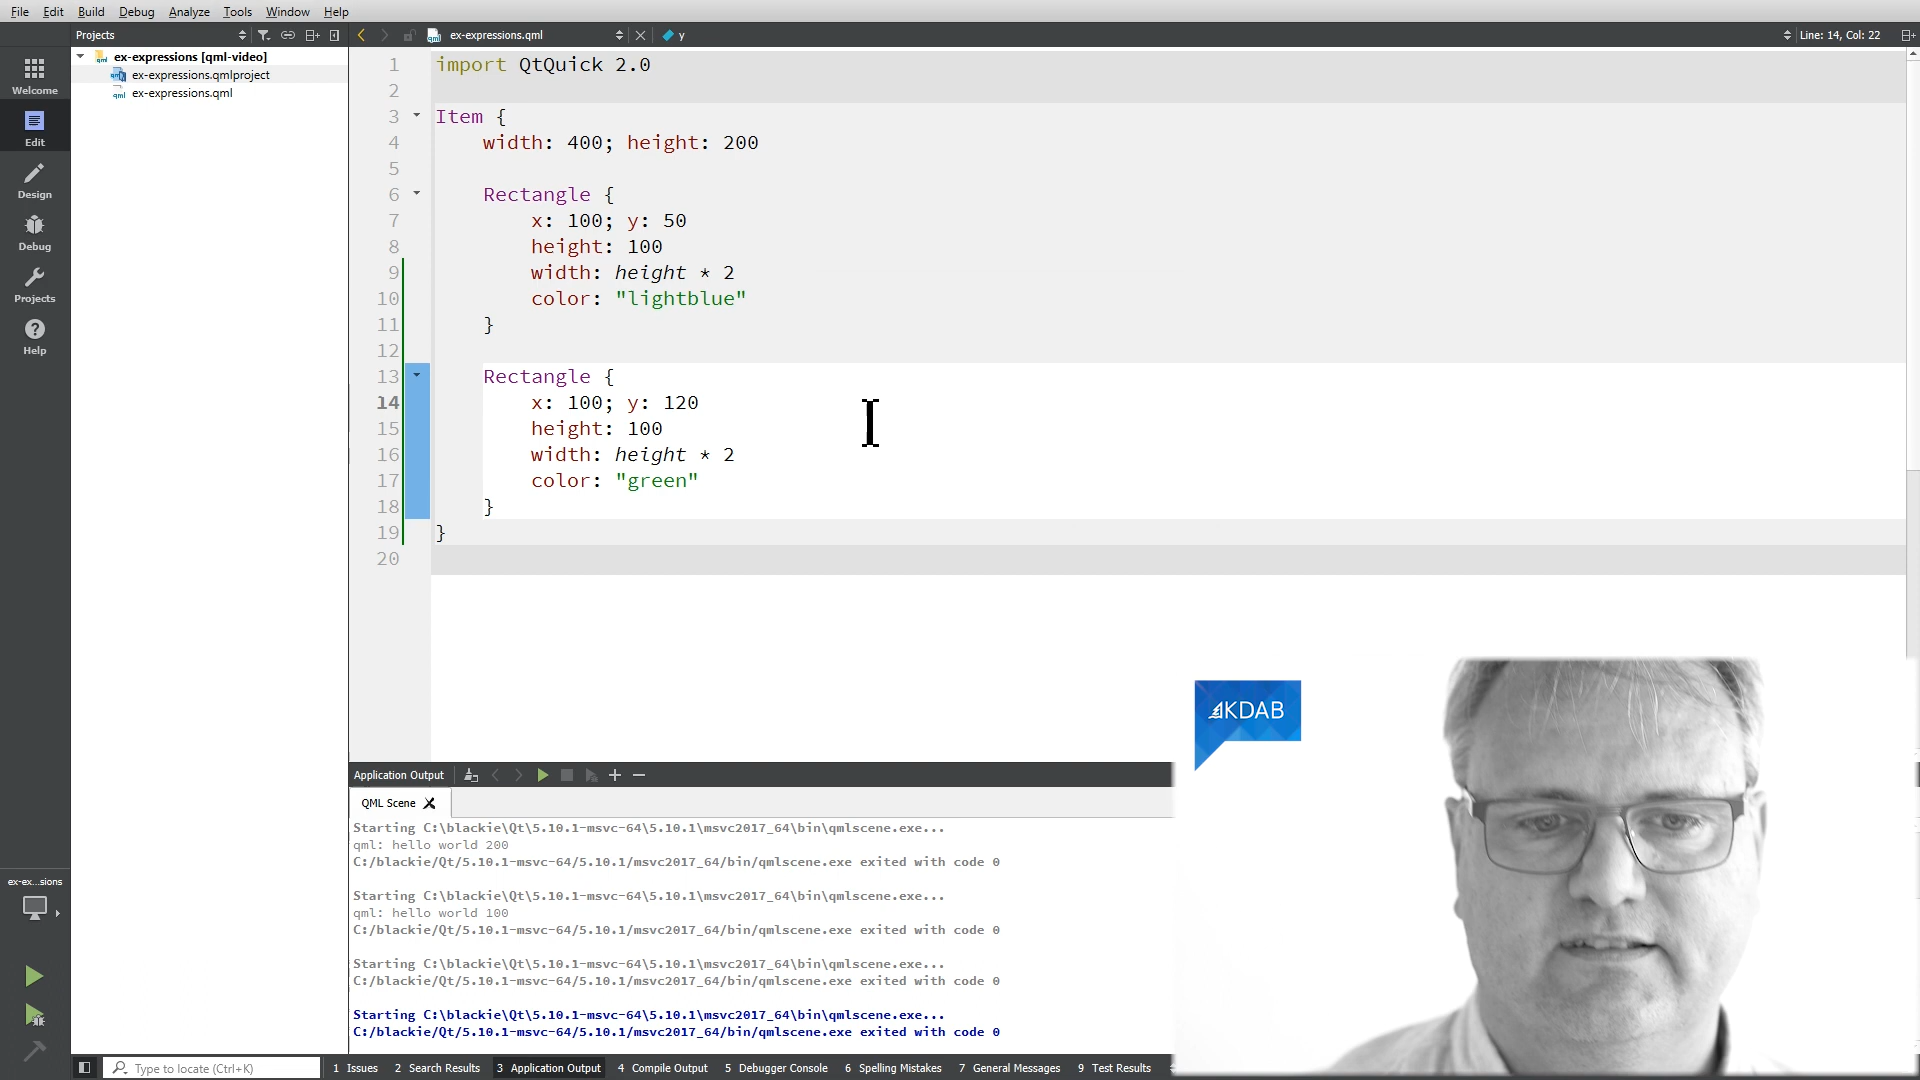 File Edit Build Debug Analyze Tools Window Help
Projects
ex-expressions.qml
y
Line: 14, Col: 22
ex-expressions [qml-video]
ex-expressions.qmlproject
ex-expressions.qml
Welcome
Edit
Design
Debug
Projects
Help
1 import QtQuick 2.0
2
3 Item {
4 width: 400; height: 200
5
6 Rectangle {
7 x: 100; y: 50
8 height: 100
9 width: height * 2
10 color: "lightblue"
11 }
12
13 Rectangle {
14 x: 100; y: 120
15 height: 100
16 width: height * 2
17 color: "green"
18 }
19 }
20
KDAB
Application Output
QML Scene
Starting C:\blackie\Qt\5.10.1-msvc-64\5.10.1\msvc2017_64\bin\qmlscene.exe...
qml: hello world 200
C:/blackie/Qt/5.10.1-msvc-64/5.10.1/msvc2017_64/bin/qmlscene.exe exited with code 0
Starting C:\blackie\Qt\5.10.1-msvc-64\5.10.1\msvc2017_64\bin\qmlscene.exe...
qml: hello world 100
C:/blackie/Qt/5.10.1-msvc-64/5.10.1/msvc2017_64/bin/qmlscene.exe exited with code 0
Starting C:\blackie\Qt\5.10.1-msvc-64\5.10.1\msvc2017_64\bin\qmlscene.exe...
C:/blackie/Qt/5.10.1-msvc-64/5.10.1/msvc2017_64/bin/qmlscene.exe exited with code 0
Starting C:\blackie\Qt\5.10.1-msvc-64\5.10.1\msvc2017_64\bin\qmlscene.exe...
C:/blackie/Qt/5.10.1-msvc-64/5.10.1/msvc2017_64/bin/qmlscene.exe exited with code 0
ex-ex...sions
Type to locate (Ctrl+K)
1 Issues 2 Search Results 3 Application Output 4 Compile Output 5 Debugger Console 6 Spelling Mistakes 7 General Messages 9 Test Results